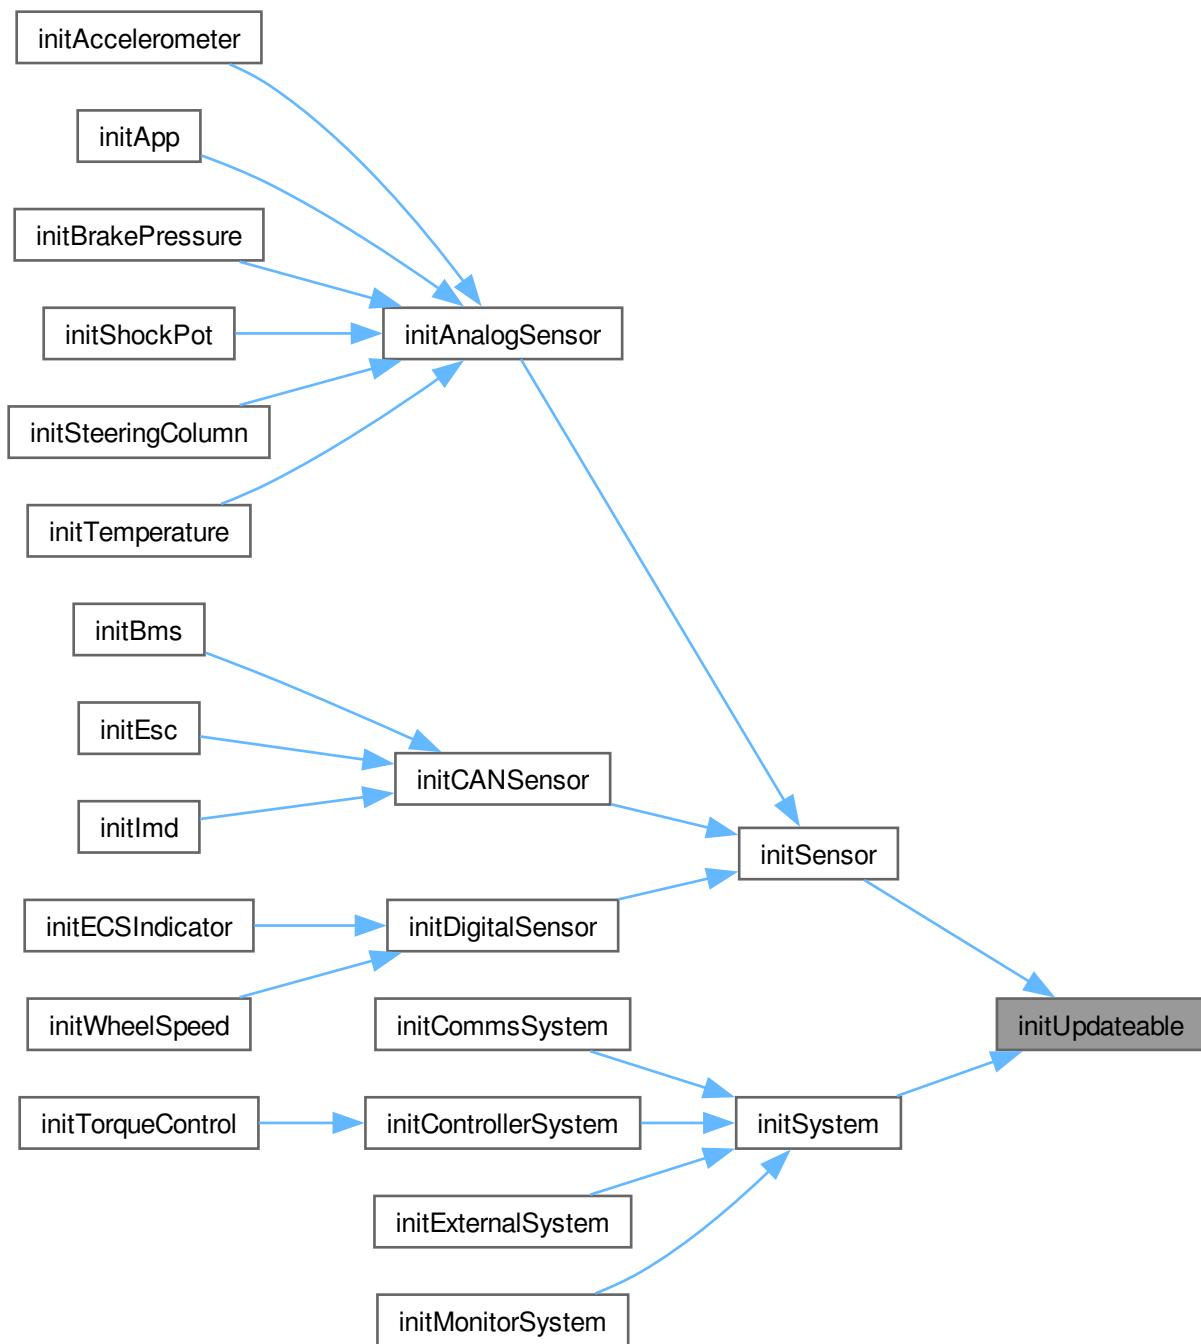 initAccelerometer
initApp
initBrakePressure
initShockPot
initAnalogSensor
initSteeringColumn
initTemperature
initBms
initEsc
initCANSensor
initImd
initSensor
initECSIndicator
initDigitalSensor
initWheelSpeed
initCommsSystem
initUpdateable
initTorqueControl
initControllerSystem
initSystem
initExternalSystem
initMonitorSystem